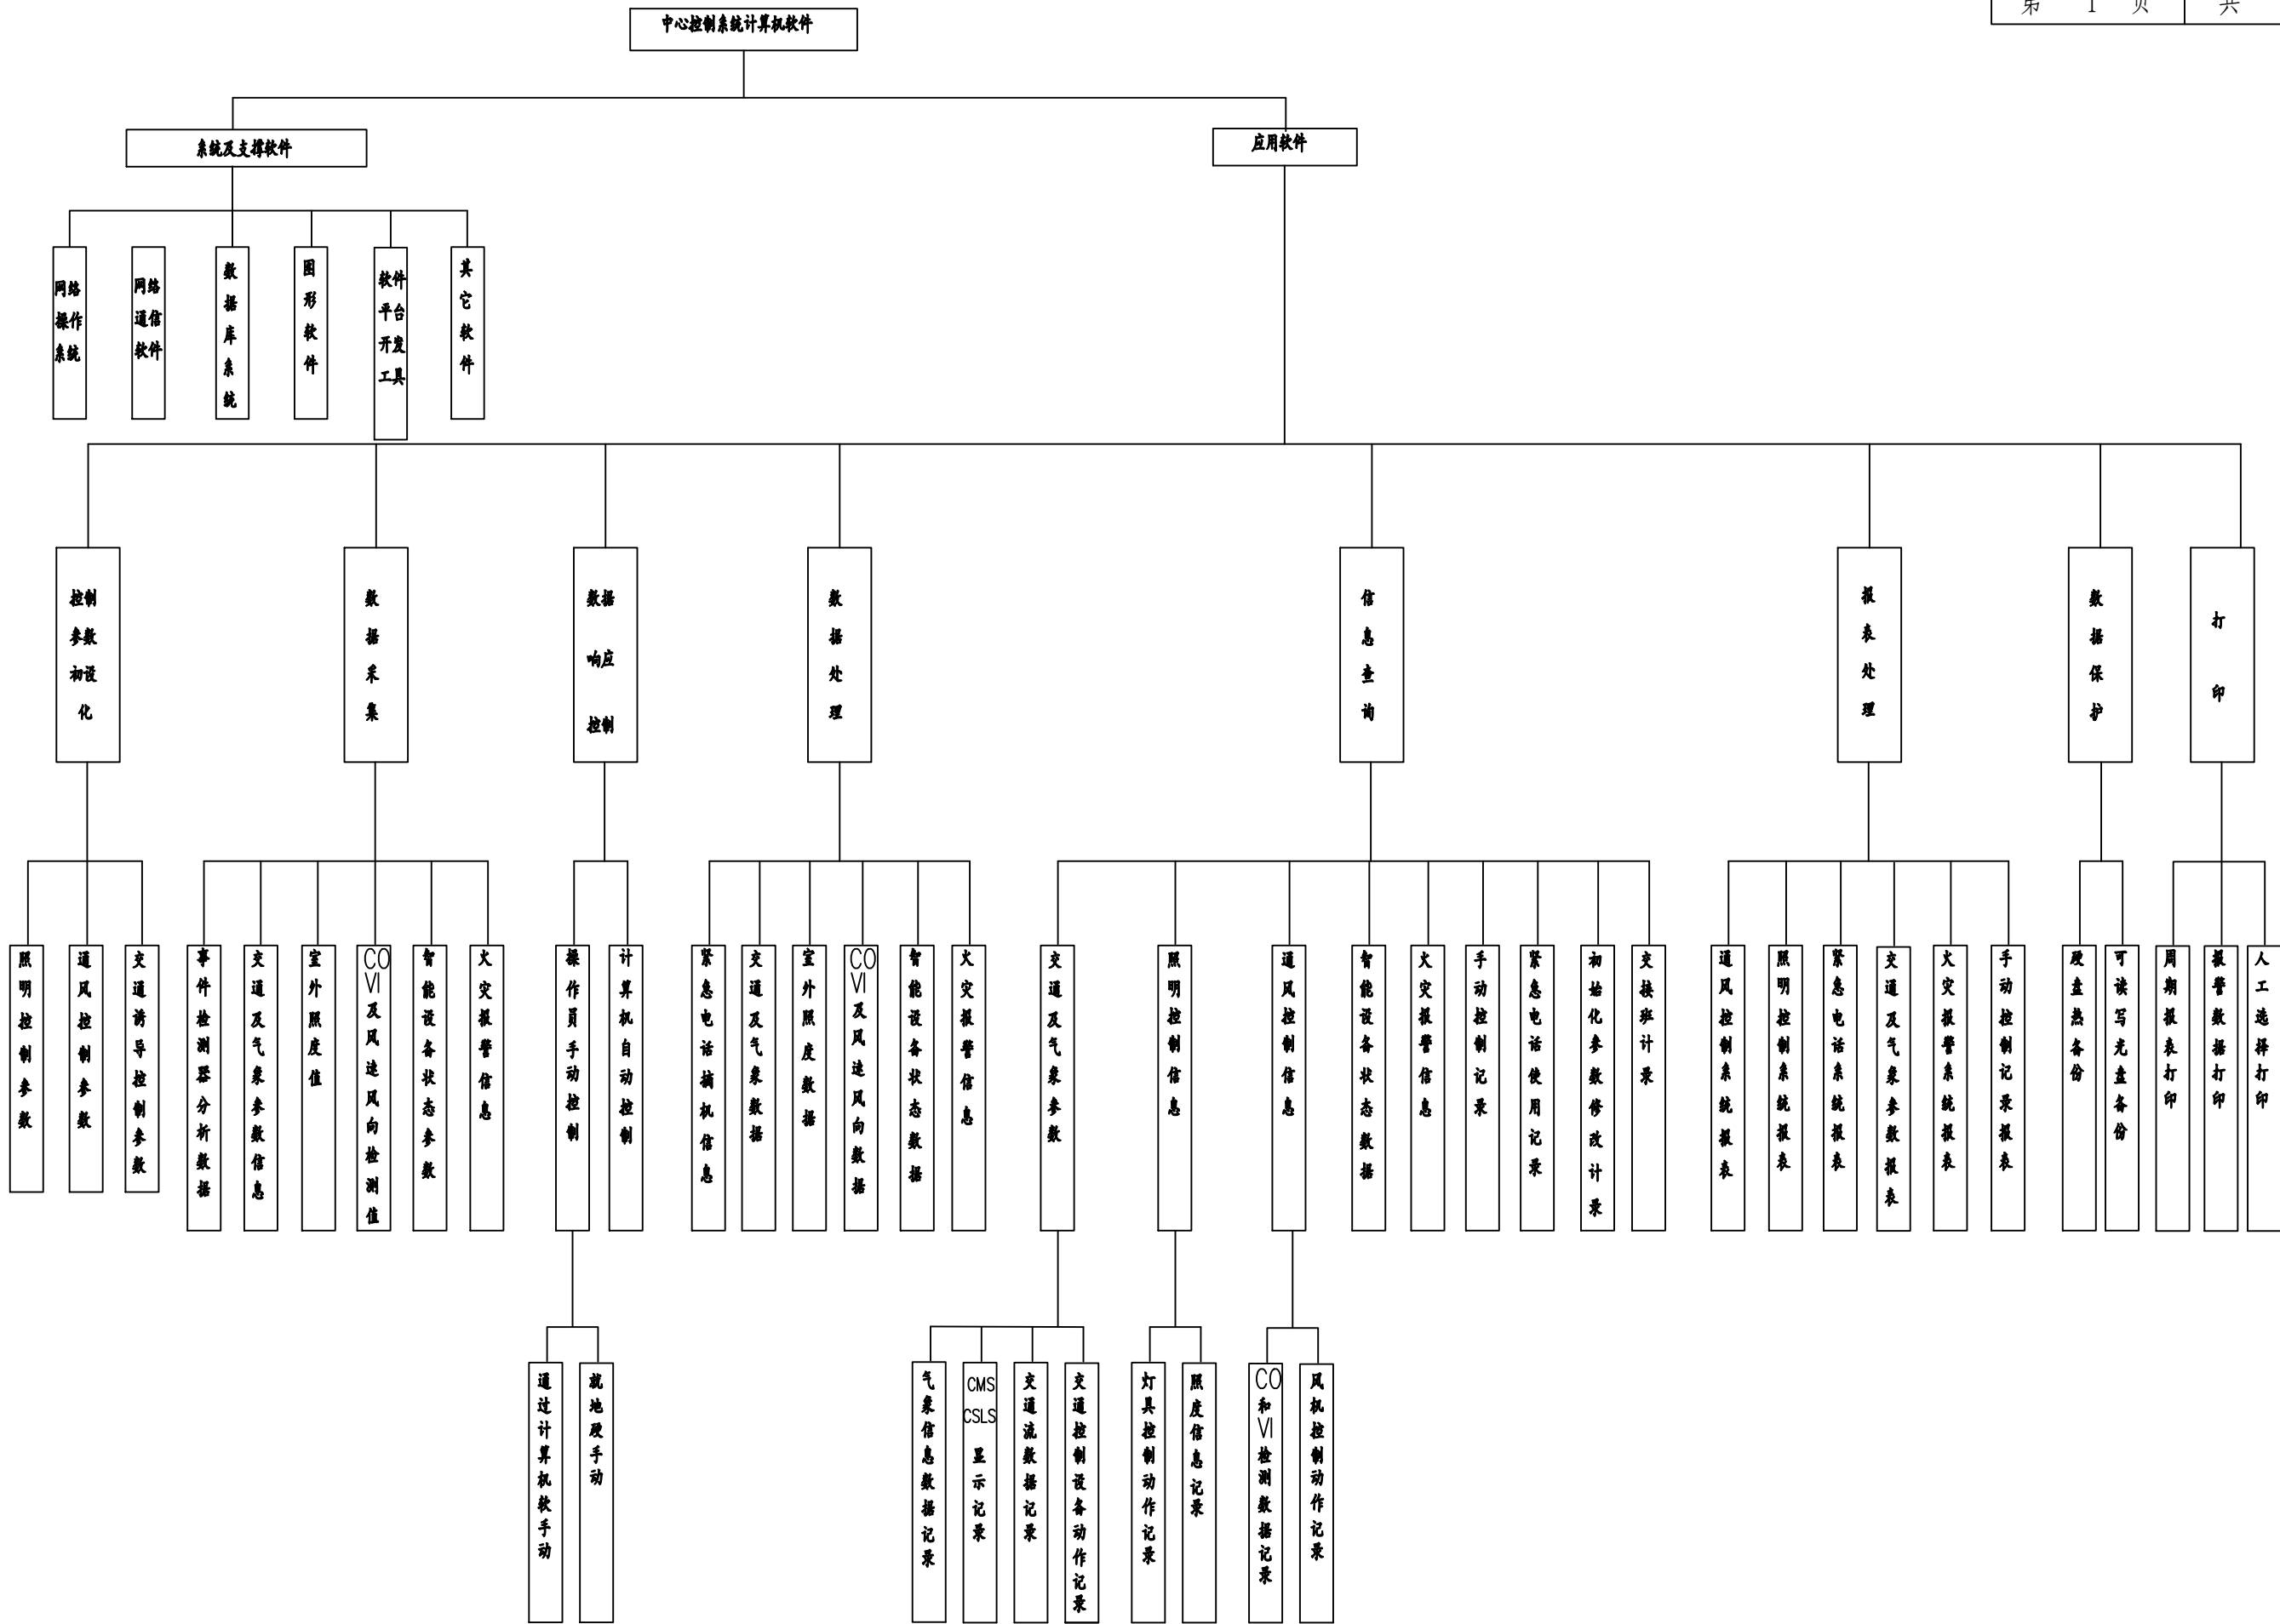 第 1 页 共
中心控制系统计算机软件
系统及支撑软件
应用软件
网络操作系统
网络通信软件
数据库系统
图形软件
软件平台开发工具
其它软件
控制参数初设化
数据采集
数据响应控制
数据处理
信息查询
报表处理
数据保护
打印
照明控制参数
通风控制参数
交通诱导控制参数
事件检测器分析数据
交通及气象参数信息
室外照度值
CO VI及风速风向检测值
智能设备状态参数
火灾报警信息
操作员手动控制
计算机自动控制
紧急电话摘机信息
交通及气象数据
室外照度数据
CO VI及风速风向数据
智能设备状态数据
火灾报警信息
交通及气象参数
照明控制信息
通风控制信息
智能设备状态数据
火灾报警信息
手动控制记录
紧急电话使用记录
初始化参数修改计录
交接班计录
通风控制系统报表
照明控制系统报表
紧急电话系统报表
交通及气象参数报表
火灾报警系统报表
手动控制记录报表
硬盘热备份
可读写光盘备份
周期报表打印
报警数据打印
人工选择打印
通过计算机软手动
就地硬手动
气象信息数据记录
CMS CSLS 显示记录
交通流数据记录
交通控制设备动作记录
灯具控制动作记录
照度信息记录
CO和VI检测数据记录
风机控制动作记录